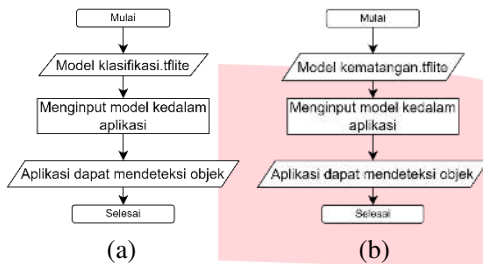 Mulai
Model klasifikasi.tflite
Menginput model kedalam
aplikasi
Aplikasi dapat mendeteksi objek
Selesai
(a)
Mulai
Model kematangan.tflite
Menginput model kedalam
aplikasi
Aplikasi dapat mendeteksi objek
Selesai
(b)